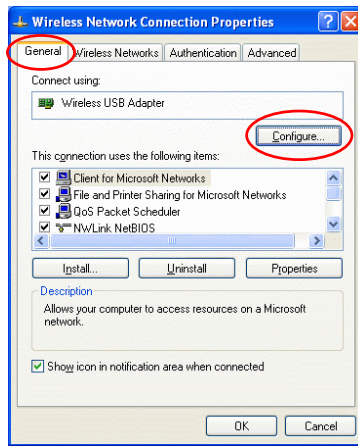 Wireless Network Connection Properties
General Wireless Networks Authentication Advanced
Connect using:
Wireless USB Adapter
Configure...
This connection uses the following items:
Client for Microsoft Networks
File and Printer Sharing for Microsoft Networks
QoS Packet Scheduler
NWLink NetBIOS
Install... Uninstall Properties
Description
Allows your computer to access resources on a Microsoft
network.
Show icon in notification area when connected
OK Cancel